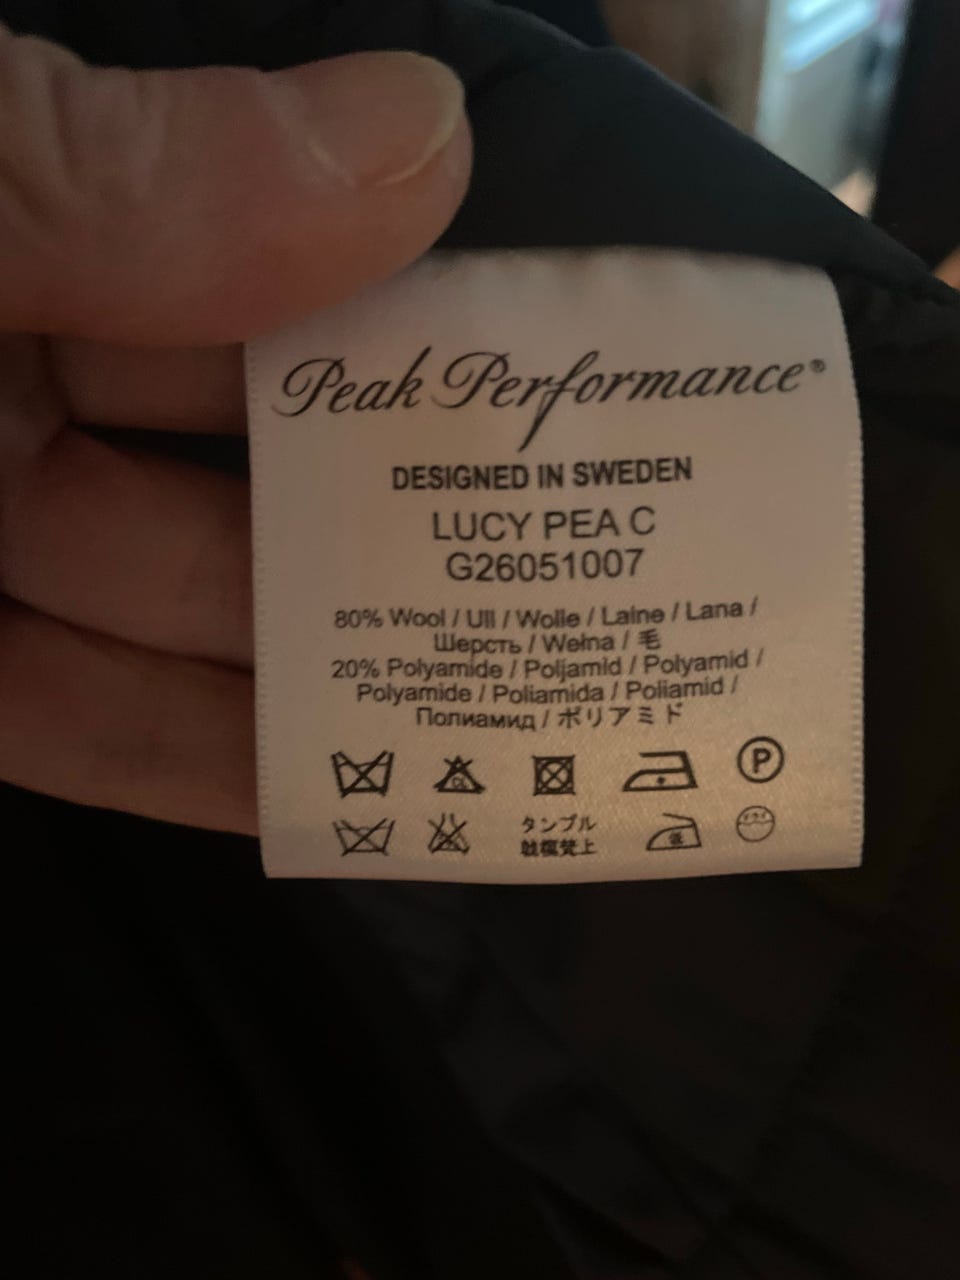 Peak Performance®
DESIGNED IN SWEDEN
LUCY PEA C
G26051007
80% Wool / Ull / Wolle / Laine / Lana /
Шерсть / Wełna / 毛
20% Polyamide / Poljamid / Polyamid /
Polyamide / Poliamida / Poliamid /
Полиамид / ポリアミド
CL
P
タンブル